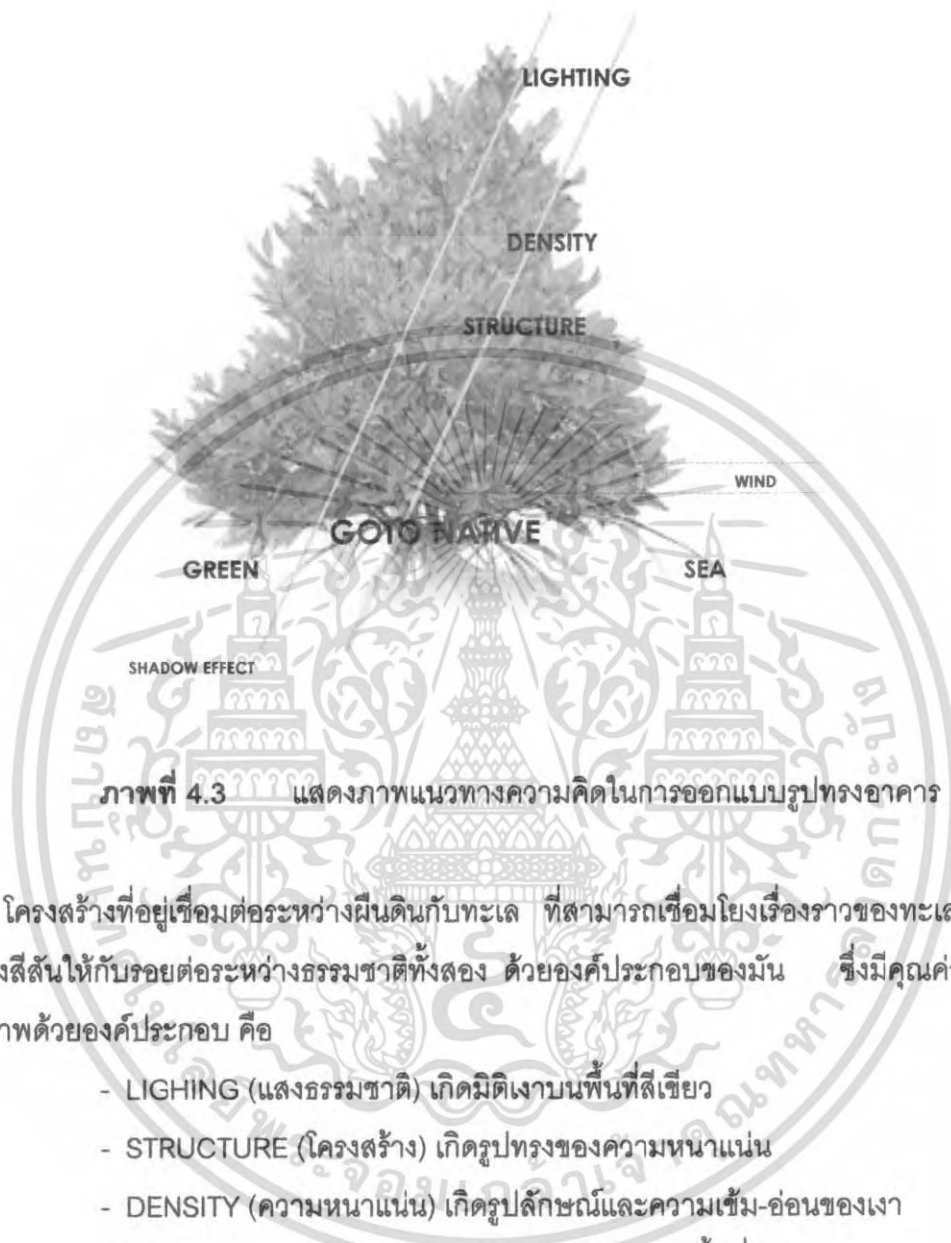 LIGHTING
DENSITY
STRUCTURE
WIND
GOTO NATIVE
GREEN
SEA
SHADOW EFFECT
ภาพที่ 4.3 แสดงภาพแนวทางความคิดในการออกแบบรูปทรงอาคาร
โครงสร้างที่อยู่เชื่อมต่อระหว่างผืนดินกับทะเล ที่สามารถเชื่อมโยงเรื่องราวของทะเล
งสีสันให้กับรอยต่อระหว่างธรรมชาติทั้งสอง ด้วยองค์ประกอบของมัน ซึ่งมีคุณค่
าพด้วยองค์ประกอบ คือ
- LIGHING (แสงธรรมชาติ) เกิดมิติเงาบนพื้นที่สีเขียว
- STRUCTURE (โครงสร้าง) เกิดรูปทรงของความหนาแน่น
- DENSITY (ความหนาแน่น) เกิดรูปลักษณ์และความเข้ม-อ่อนของเงา